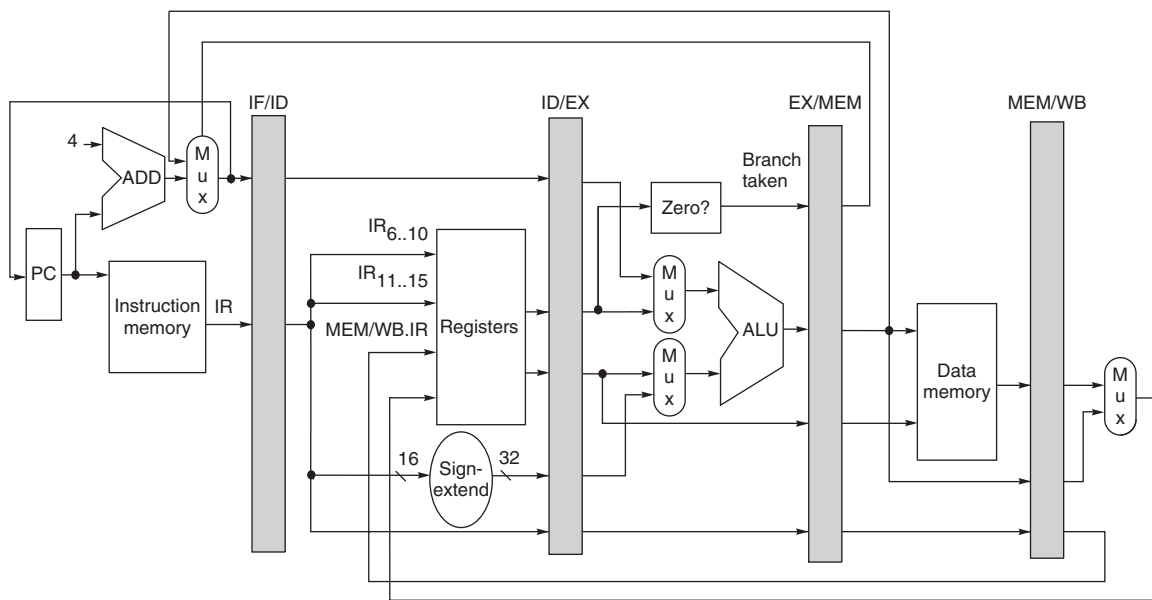 IF/ID
ID/EX
EX/MEM
MEM/WB
4
ADD
M
u
x
Branch
taken
Zero?
PC
Instruction
memory
IR
IR6..10
IR11..15
MEM/WB.IR
Registers
M
u
x
ALU
M
u
x
Data
memory
M
u
x
16
Sign-
extend
32